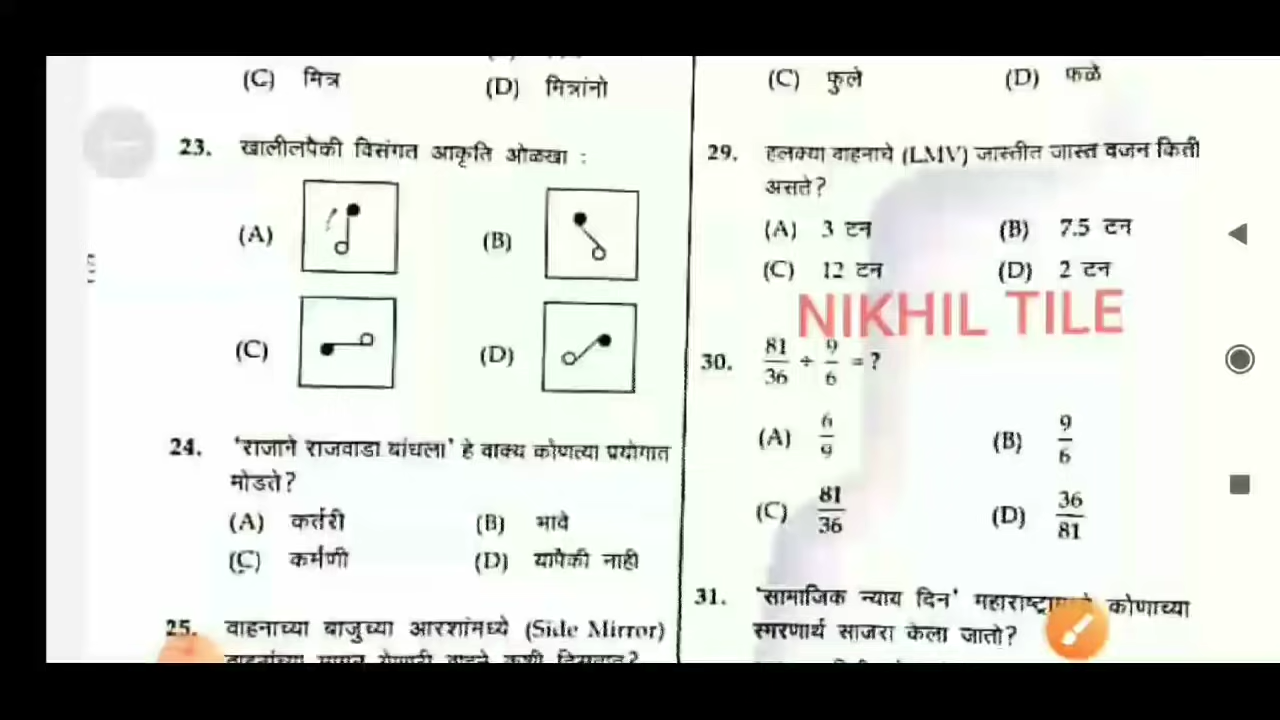 (C) मित्र
(D) मित्रांनो
23. खालीलपैकी विसंगत आकृति ओळखा :
(A)
(B)
(C)
(D)
24. 'राजाने राजवाडा बांधला' हे वाक्य कोणत्या प्रयोगात
मोडते?
(A) कर्तरी
(B) भावे
(C) कर्मणी
(D) यापैकी नाही
25. वाहनाच्या बाजुच्या आरशांमध्ये (Side Mirror)
(C) फुले
(D) फळे
29. हलक्या वाहनाचे (LMV) जास्तीत जास्त वजन किती
असते?
(A) 3 टन
(B) 7.5 टन
(C) 12 टन
(D) 2 टन
NIKHIL TILE
30. 81/36 ÷ 9/6 = ?
(A) 6/9
(B) 9/6
(C) 81/36
(D) 36/81
31. 'सामाजिक न्याय दिन' कोणाच्या
स्मरणार्थ साजरा केला जातो?